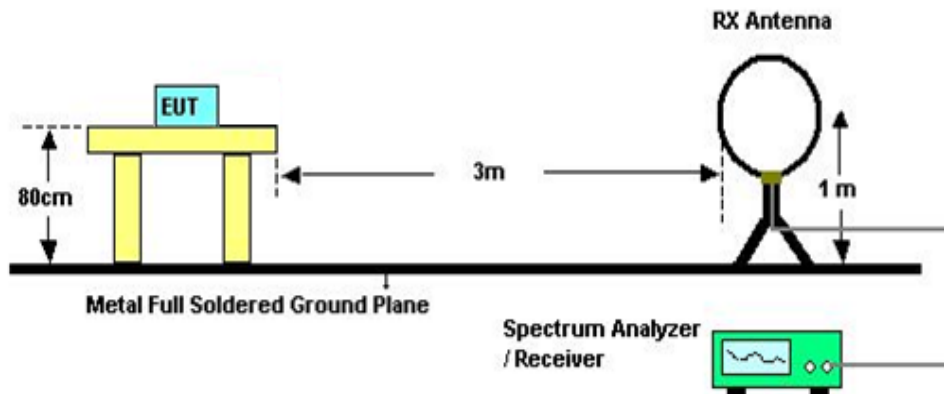 RX Antenna
EUT
80cm
3m
1 m
Metal Full Soldered Ground Plane
Spectrum Analyzer
/ Receiver